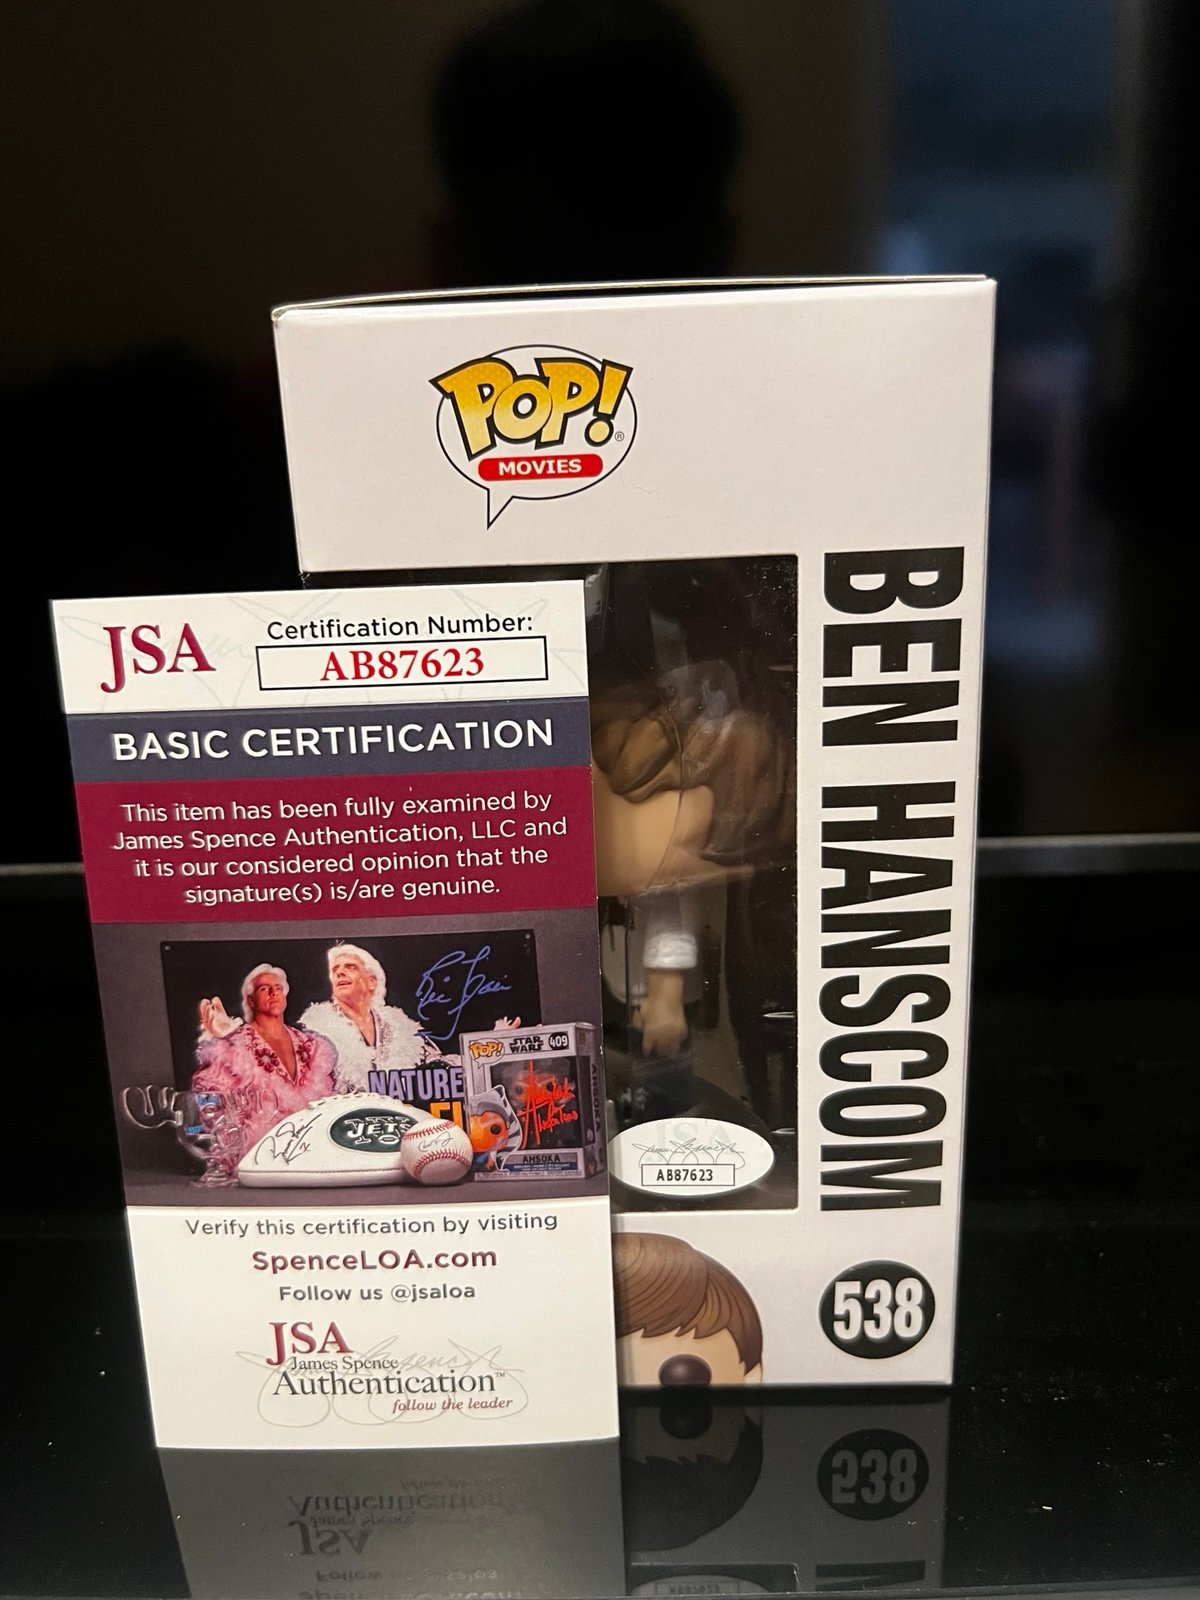 POP!
MOVIES
BEN HANSCOM
538
JSA
Certification Number:
AB87623
BASIC CERTIFICATION
This item has been fully examined by
James Spence Authentication, LLC and
it is our considered opinion that the
signature(s) is/are genuine.
NATURE
POP!
STAR
WARS
409
AHSOKA
AHSOKA
JETS
AB87623
Verify this certification by visiting
SpenceLOA.com
Follow us @jsaloa
JSA
James Spence
Authentication™
follow the leader